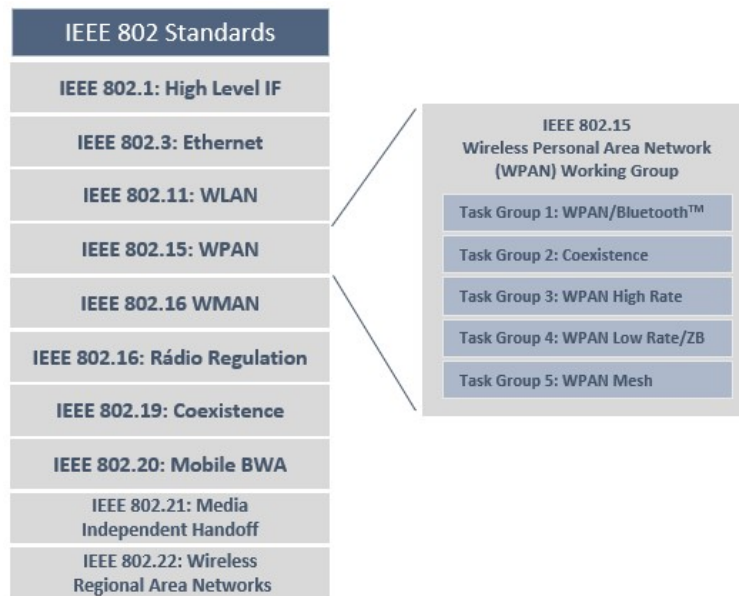 IEEE 802 Standards
IEEE 802.1: High Level IF
IEEE 802.3: Ethernet
IEEE 802.11: WLAN
IEEE 802.15: WPAN
IEEE 802.16 WMAN
IEEE 802.16: Rádio Regulation
IEEE 802.19: Coexistence
IEEE 802.20: Mobile BWA
IEEE 802.21: Media
Independent Handoff
IEEE 802.22: Wireless
Regional Area Networks
IEEE 802.15
Wireless Personal Area Network
(WPAN) Working Group
Task Group 1: WPAN/Bluetooth™
Task Group 2: Coexistence
Task Group 3: WPAN High Rate
Task Group 4: WPAN Low Rate/ZB
Task Group 5: WPAN Mesh